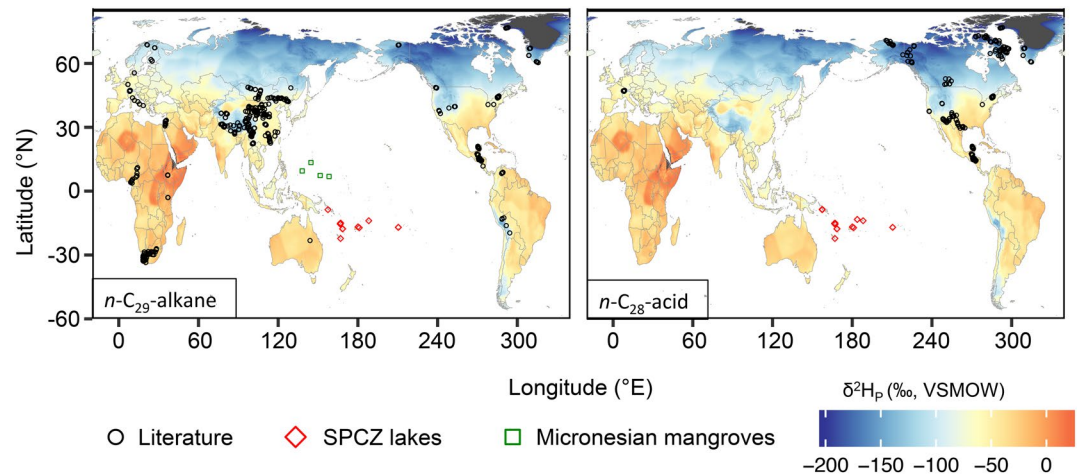 Latitude (°N)
60
30
0
-30
-60
n-C29-alkane
n-C28-acid
0 60 120 180 240 300
0 60 120 180 240 300
Longitude (°E)
δ²HP (‰, VSMOW)
Literature
SPCZ lakes
Micronesian mangroves
−200 −150 −100 −50 0